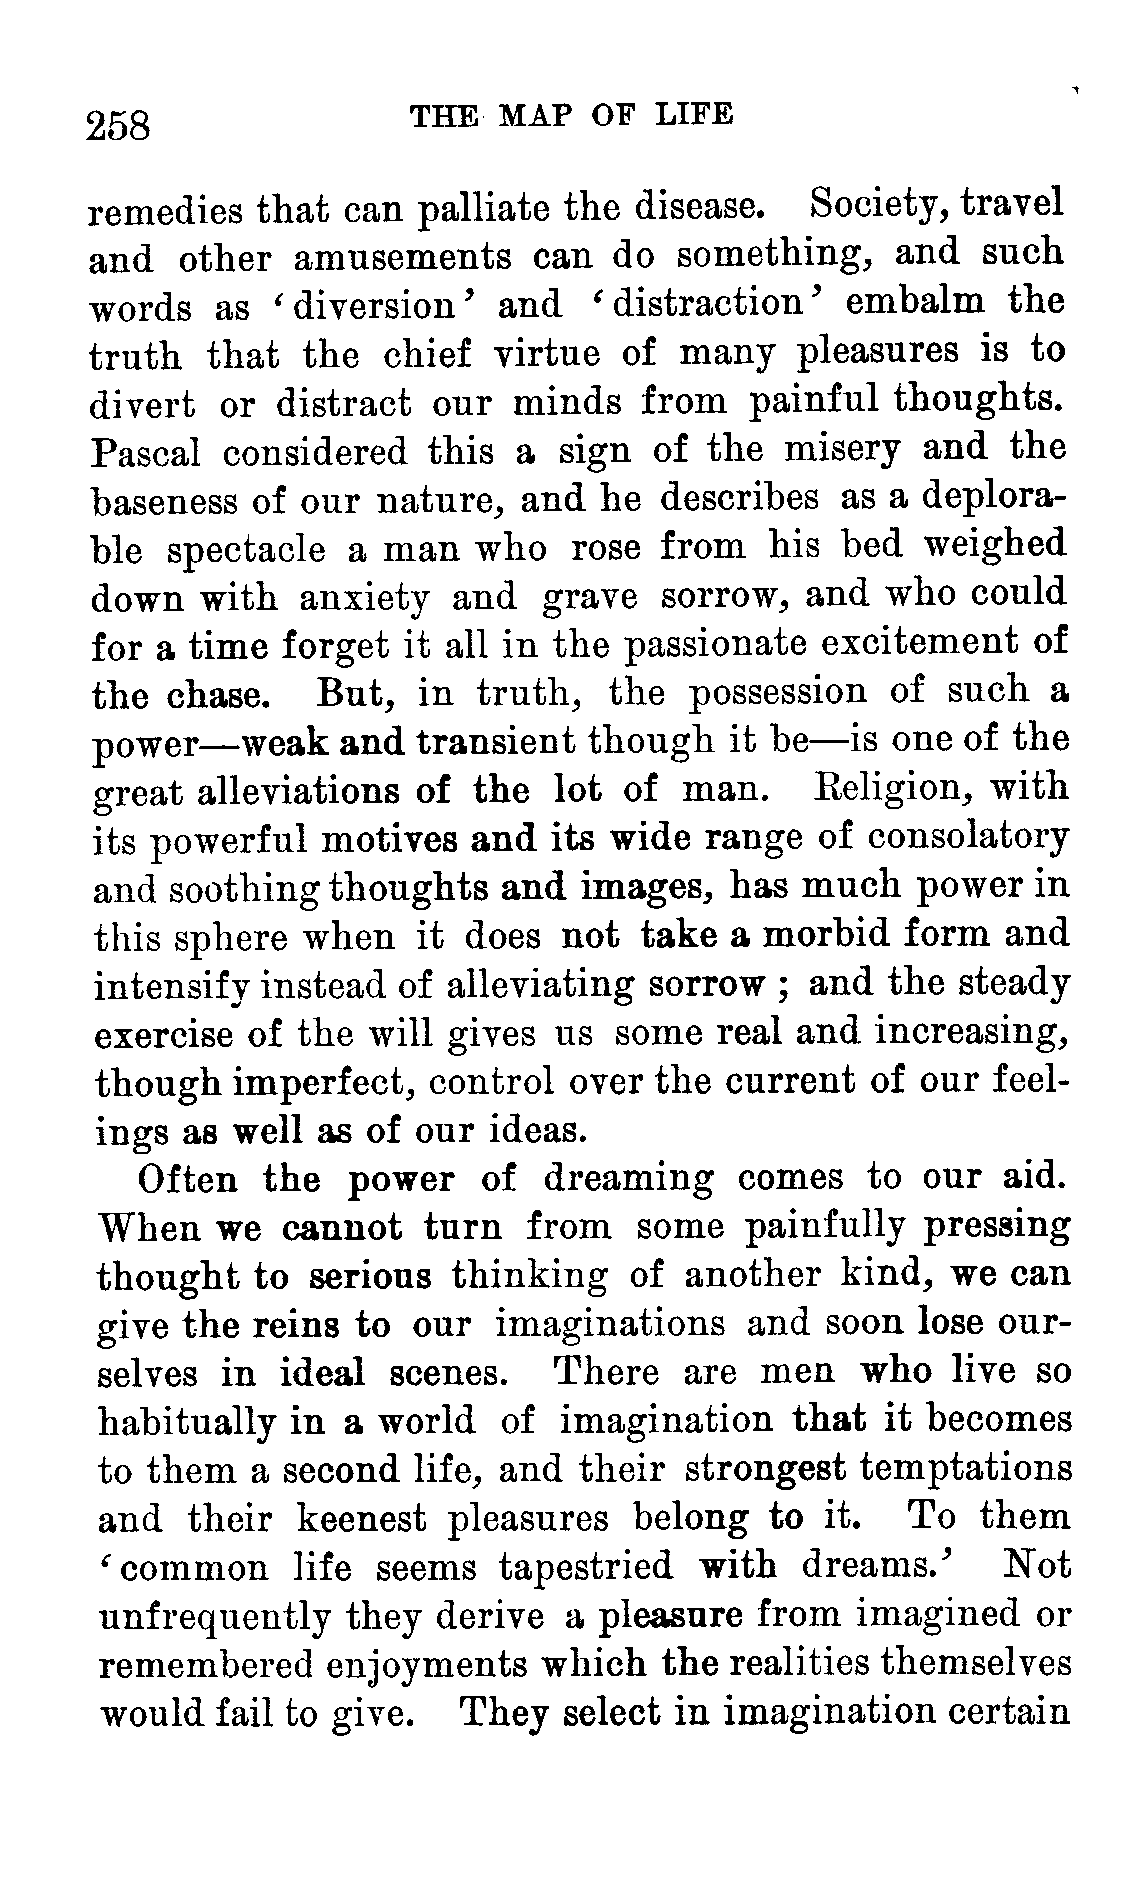 258 THE MAP OF LIFE
remedies that can palliate the disease. Society, travel
and other amusements can do something, and such
words as ‘diversion’ and ‘distraction’ embalm the
truth that the chief virtue of many pleasures is to
divert or distract our minds from painful thoughts.
Pascal considered this a sign of the misery and the
baseness of our nature, and he describes as a deplora-
ble spectacle a man who rose from his bed weighed
down with anxiety and grave sorrow, and who could
for a time forget it all in the passionate excitement of
the chase. But, in truth, the possession of such a
power—weak and transient though it be—is one of the
great alleviations of the lot of man. Religion, with
its powerful motives and its wide range of consolatory
and soothing thoughts and images, has much power in
this sphere when it does not take a morbid form and
intensify instead of alleviating sorrow ; and the steady
exercise of the will gives us some real and increasing,
though imperfect, control over the current of our feel-
ings as well as of our ideas.
Often the power of dreaming comes to our aid.
When we cannot turn from some painfully pressing
thought to serious thinking of another kind, we can
give the reins to our imaginations and soon lose our-
selves in ideal scenes. There are men who live so
habitually in a world of imagination that it becomes
to them a second life, and their strongest temptations
and their keenest pleasures belong to it. To them
‘common life seems tapestried with dreams.’ Not
unfrequently they derive a pleasure from imagined or
remembered enjoyments which the realities themselves
would fail to give. They select in imagination certain